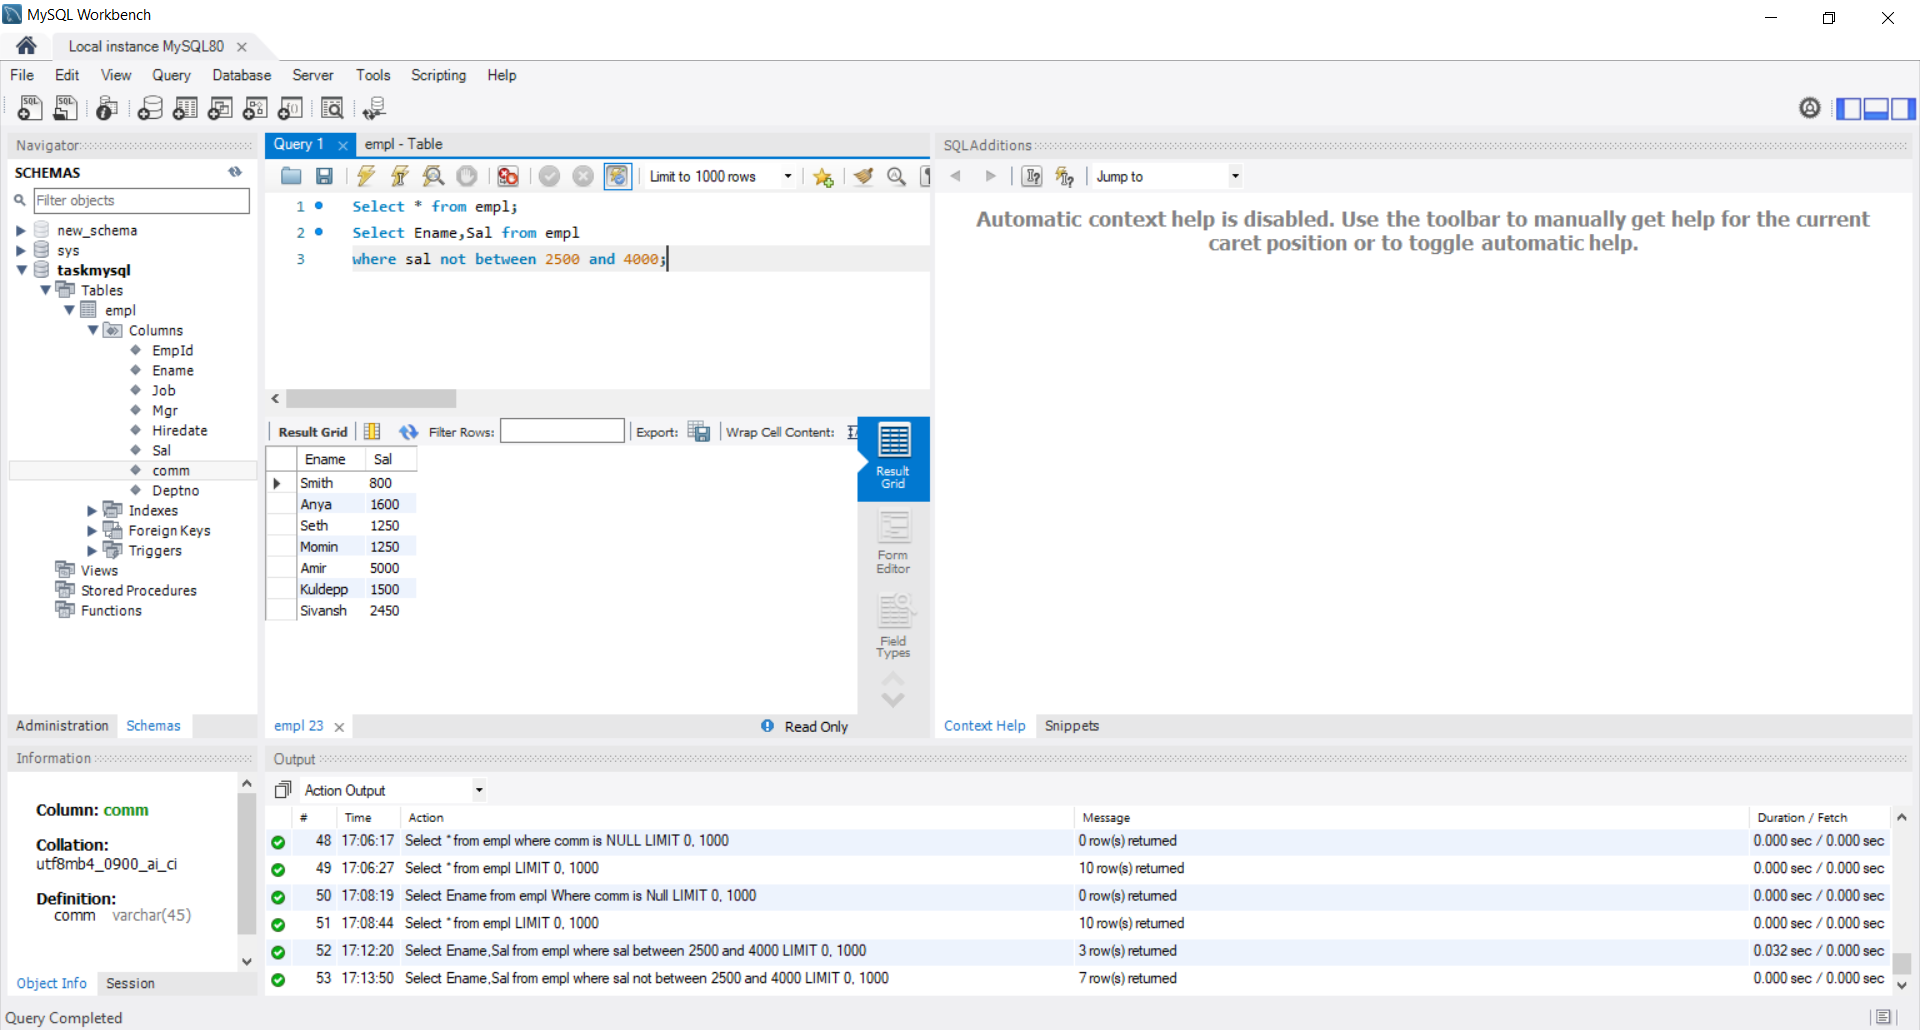 MySQL Workbench
Local instance MySQL80
File Edit View Query Database Server Tools Scripting Help
Navigator
SCHEMAS
Filter objects
new_schema
sys
taskmysql
Tables
empl
Columns
EmpId
Ename
Job
Mgr
Hiredate
Sal
comm
Deptno
Indexes
Foreign Keys
Triggers
Views
Stored Procedures
Functions
Administration Schemas
Query 1 empl - Table
Limit to 1000 rows
1 Select * from empl;
2 Select Ename,Sal from empl
3 where sal not between 2500 and 4000;
Result Grid Filter Rows: Export: Wrap Cell Content:
Ename Sal
Smith 800
Anya 1600
Seth 1250
Momin 1250
Amir 5000
Kuldepp 1500
Sivansh 2450
Result
Grid
Form
Editor
Field
Types
empl 23 Read Only
SQLAdditions
Jump to
Automatic context help is disabled. Use the toolbar to manually get help for the current
caret position or to toggle automatic help.
Context Help Snippets
Information
Column: comm
Collation:
utf8mb4_0900_ai_ci
Definition:
comm varchar(45)
Object Info Session
Output
Action Output
# Time Action Message Duration / Fetch
48 17:06:17 Select * from empl where comm is NULL LIMIT 0, 1000 0 row(s) returned 0.000 sec / 0.000 sec
49 17:06:27 Select * from empl LIMIT 0, 1000 10 row(s) returned 0.000 sec / 0.000 sec
50 17:08:19 Select Ename from empl Where comm is Null LIMIT 0, 1000 0 row(s) returned 0.000 sec / 0.000 sec
51 17:08:44 Select * from empl LIMIT 0, 1000 10 row(s) returned 0.000 sec / 0.000 sec
52 17:12:20 Select Ename,Sal from empl where sal between 2500 and 4000 LIMIT 0, 1000 3 row(s) returned 0.032 sec / 0.000 sec
53 17:13:50 Select Ename,Sal from empl where sal not between 2500 and 4000 LIMIT 0, 1000 7 row(s) returned 0.000 sec / 0.000 sec
Query Completed